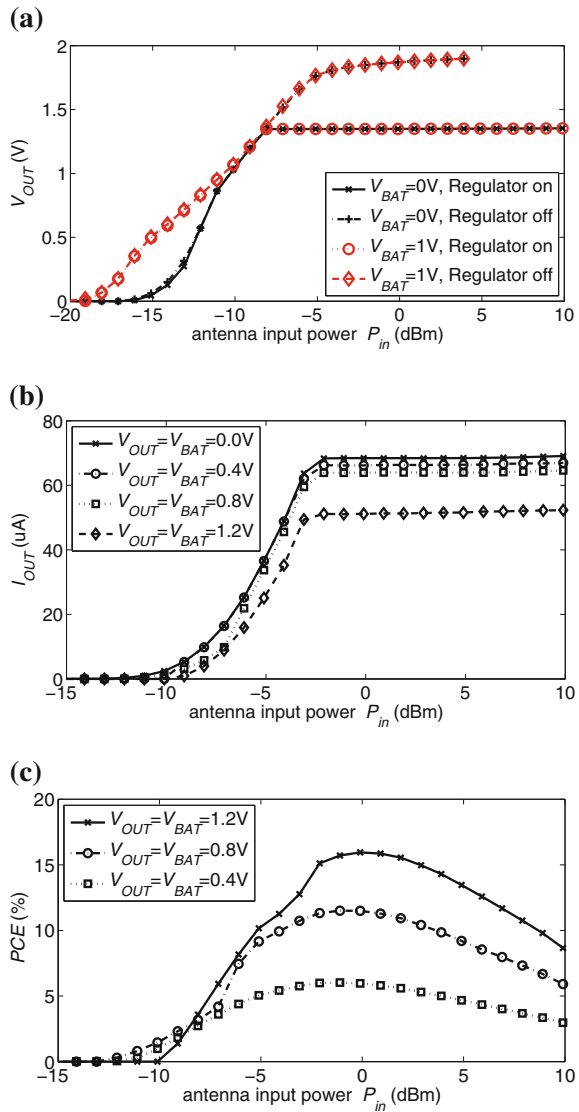 (a)
2
1.5
1
0.5
0
V_OUT (V)
V_BAT=0V, Regulator on
V_BAT=0V, Regulator off
V_BAT=1V, Regulator on
V_BAT=1V, Regulator off
−20 −15 −10 −5 0 5 10
antenna input power P_in (dBm)
(b)
80
60
40
20
0
I_OUT (uA)
V_OUT=V_BAT=0.0V
V_OUT=V_BAT=0.4V
V_OUT=V_BAT=0.8V
V_OUT=V_BAT=1.2V
−15 −10 −5 0 5 10
antenna input power P_in (dBm)
(c)
20
15
10
5
0
PCE (%)
V_OUT=V_BAT=1.2V
V_OUT=V_BAT=0.8V
V_OUT=V_BAT=0.4V
−15 −10 −5 0 5 10
antenna input power P_in (dBm)